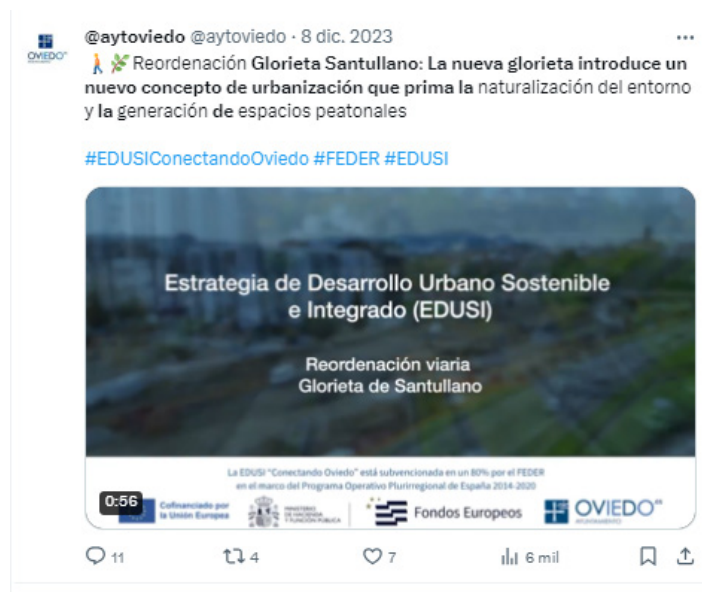 @aytoviedo @aytoviedo · 8 dic. 2023
Reordenación Glorieta Santullano: La nueva glorieta introduce un
nuevo concepto de urbanización que prima la naturalización del entorno
y la generación de espacios peatonales
#EDUSIConectandoOviedo #FEDER #EDUSI
OVIEDO
Estrategia de Desarrollo Urbano Sostenible
e Integrado (EDUSI)
Reordenación viaria
Glorieta de Santullano
La EDUSI "Conectando Oviedo" está subvencionada en un 80% por el FEDER
en el marco del Programa Operativo Plurirregional de España 2014-2020
0:56
Cofinanciado por
la Unión Europea
MINISTERIO
DE HACIENDA
Y FUNCIÓN PÚBLICA
Fondos Europeos
OVIEDO
AYUNTAMIENTO
11
4
7
6 mil